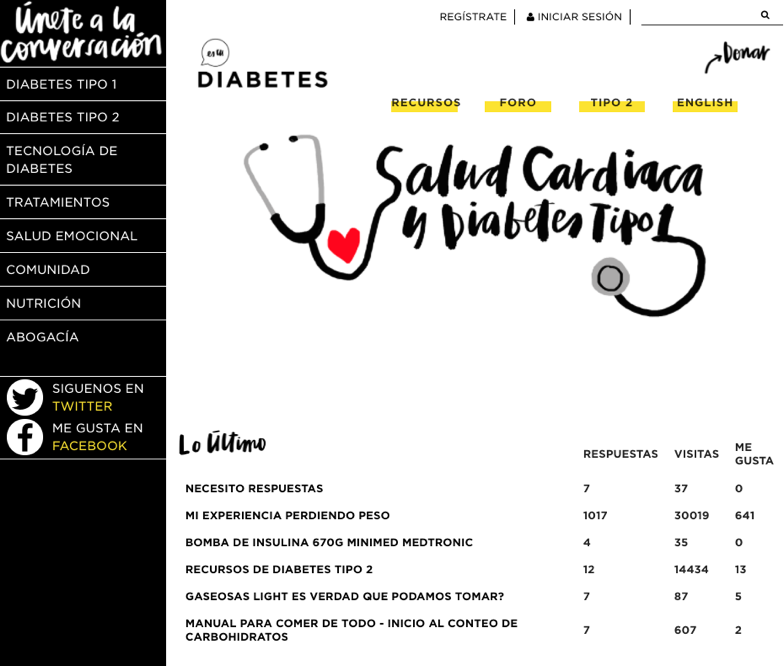 Únete a la
conversación
REGÍSTRATE
INICIAR SESIÓN
DIABETES TIPO 1
DIABETES TIPO 2
TECNOLOGÍA DE
DIABETES
TRATAMIENTOS
SALUD EMOCIONAL
COMUNIDAD
NUTRICIÓN
ABOGACÍA
SIGUENOS EN
TWITTER
ME GUSTA EN
FACEBOOK
es tu
DIABETES
Donar
RECURSOS FORO TIPO 2 ENGLISH
Salud Cardiaca
y Diabetes Tipo 1
Lo Último
RESPUESTAS VISITAS ME
GUSTA
NECESITO RESPUESTAS 7 37 0
MI EXPERIENCIA PERDIENDO PESO 1017 30019 641
BOMBA DE INSULINA 670G MINIMED MEDTRONIC 4 35 0
RECURSOS DE DIABETES TIPO 2 12 14434 13
GASEOSAS LIGHT ES VERDAD QUE PODAMOS TOMAR? 7 87 5
MANUAL PARA COMER DE TODO - INICIO AL CONTEO DE
CARBOHIDRATOS 7 607 2